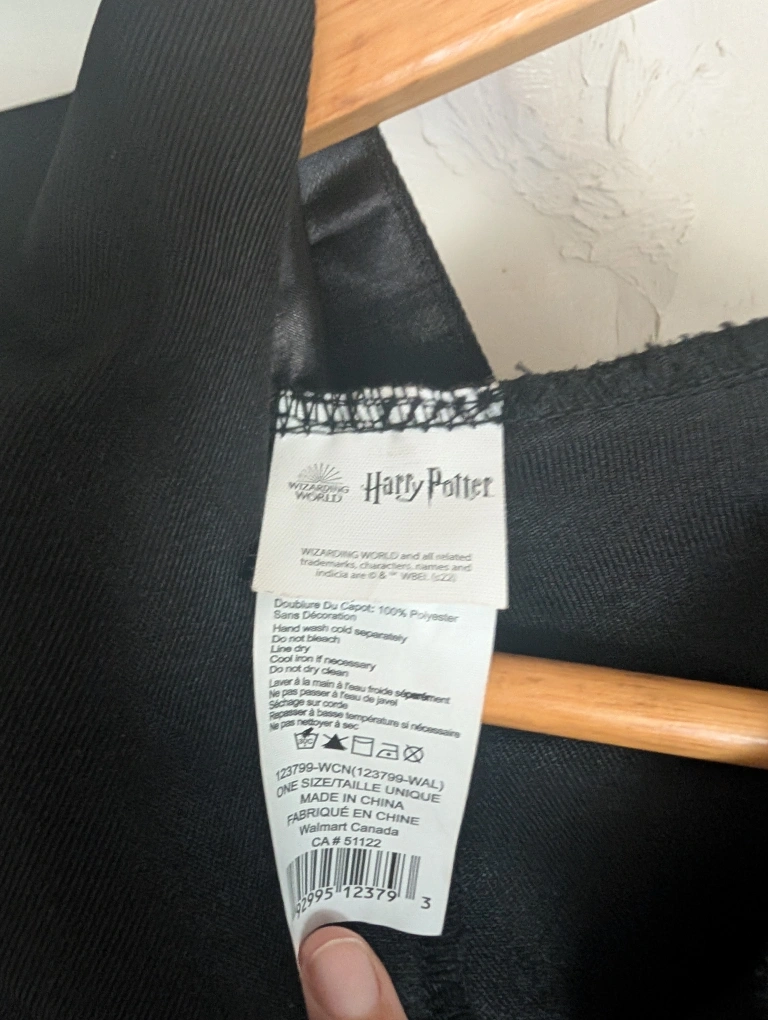 WIZARDING
WORLD
Harry Potter
WIZARDING WORLD and all related
trademarks, characters, names and
indicia are © & ™ WBEI. (s22)
Doublure Du Capot: 100% Polyester
Sans Décoration
Hand wash cold separately
Do not bleach
Line dry
Cool iron if necessary
Do not dry clean
Laver à la main à l'eau froide séparément
Ne pas passer à l'eau de javel
Séchage sur corde
Repasser à basse température si nécessaire
Ne pas nettoyer à sec
30C
123799-WCN(123799-WAL)
ONE SIZE/TAILLE UNIQUE
MADE IN CHINA
FABRIQUÉ EN CHINE
Walmart Canada
CA # 51122
92995 12379 3